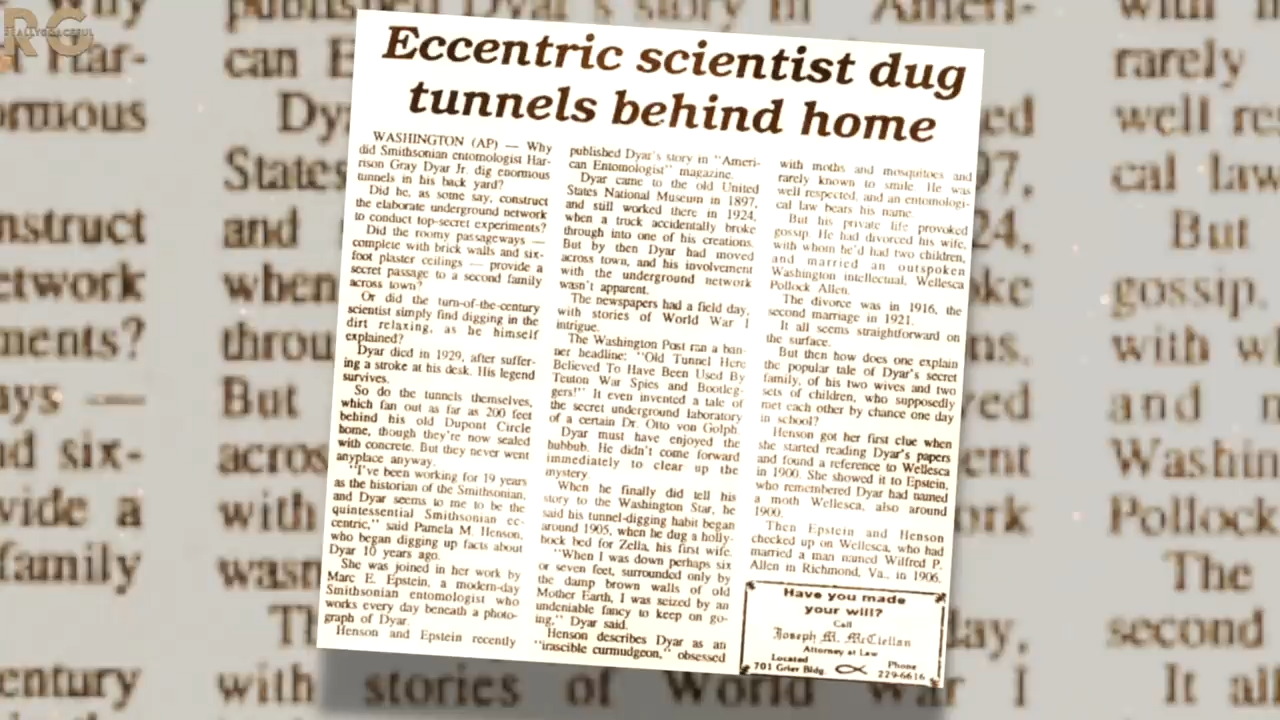 RG
REALLYGRACEFUL
Eccentric scientist dug
tunnels behind home
WASHINGTON (AP) — Why
did Smithsonian entomologist Har-
rison Gray Dyar Jr. dig enormous
tunnels in his back yard?
Did he, as some say, construct
the elaborate underground network
to conduct top-secret experiments?
Did the roomy passageways —
complete with brick walls and six-
foot plaster ceilings — provide a
secret passage to a second family
across town?
Or did the turn-of-the-century
scientist simply find digging in the
dirt relaxing, as he himself
explained?
Dyar died in 1929, after suffer-
ing a stroke at his desk. His legend
survives.
So do the tunnels themselves,
which fan out as far as 200 feet
behind his old Dupont Circle
home, though they're now sealed
with concrete. But they never went
anyplace anyway.
"I've been working for 19 years
as the historian of the Smithsonian,
and Dyar seems to me to be the
quintessential Smithsonian ec-
centric," said Pamela M. Henson,
who began digging up facts about
Dyar 10 years ago.
She was joined in her work by
Marc E. Epstein, a modern-day
Smithsonian entomologist who
works every day beneath a photo-
graph of Dyar.
Henson and Epstein recently
published Dyar's story in "Ameri-
can Entomologist" magazine.
Dyar came to the old United
States National Museum in 1897,
and still worked there in 1924,
when a truck accidentally broke
through into one of his creations.
But by then Dyar had moved
across town, and his involvement
with the underground network
wasn't apparent.
The newspapers had a field day,
with stories of World War I
intrigue.
The Washington Post ran a ban-
ner headline: "Old Tunnel Here
Believed To Have Been Used By
Teuton War Spies and Bootleg-
gers!" It even invented a tale of
the secret underground laboratory
of a certain Dr. Otto von Golph.
Dyar must have enjoyed the
hubbub. He didn't come forward
immediately to clear up the
mystery.
When he finally did tell his
story to the Washington Star, he
said his tunnel-digging habit began
around 1905, when he dug a holly-
hock bed for Zella, his first wife.
"When I was down perhaps six
or seven feet, surrounded only by
the damp brown walls of old
Mother Earth, I was seized by an
undeniable fancy to keep on go-
ing," Dyar said.
Henson describes Dyar as an
"irascible curmudgeon," obsessed
with moths and mosquitoes and
rarely known to smile. He was
well respected, and an entomologi-
cal law bears his name.
But his private life provoked
gossip. He had divorced his wife,
with whom he'd had two children,
and married an outspoken
Washington intellectual, Wellesca
Pollock Allen.
The divorce was in 1916, the
second marriage in 1921.
It all seems straightforward on
the surface.
But then how does one explain
the popular tale of Dyar's secret
family, of his two wives and two
sets of children, who supposedly
met each other by chance one day
in school?
Henson got her first clue when
she started reading Dyar's papers
and found a reference to Wellesca
in 1900. She showed it to Epstein,
who remembered Dyar had named
a moth Wellesca, also around
1900.
Then Epstein and Henson
checked up on Wellesca, who had
married a man named Wilfred P.
Allen in Richmond, Va., in 1906.
Have you made
your will?
Call
Joseph M. McClellan
Attorney at Law
Located
701 Grier Bldg.
Phone
229-6616